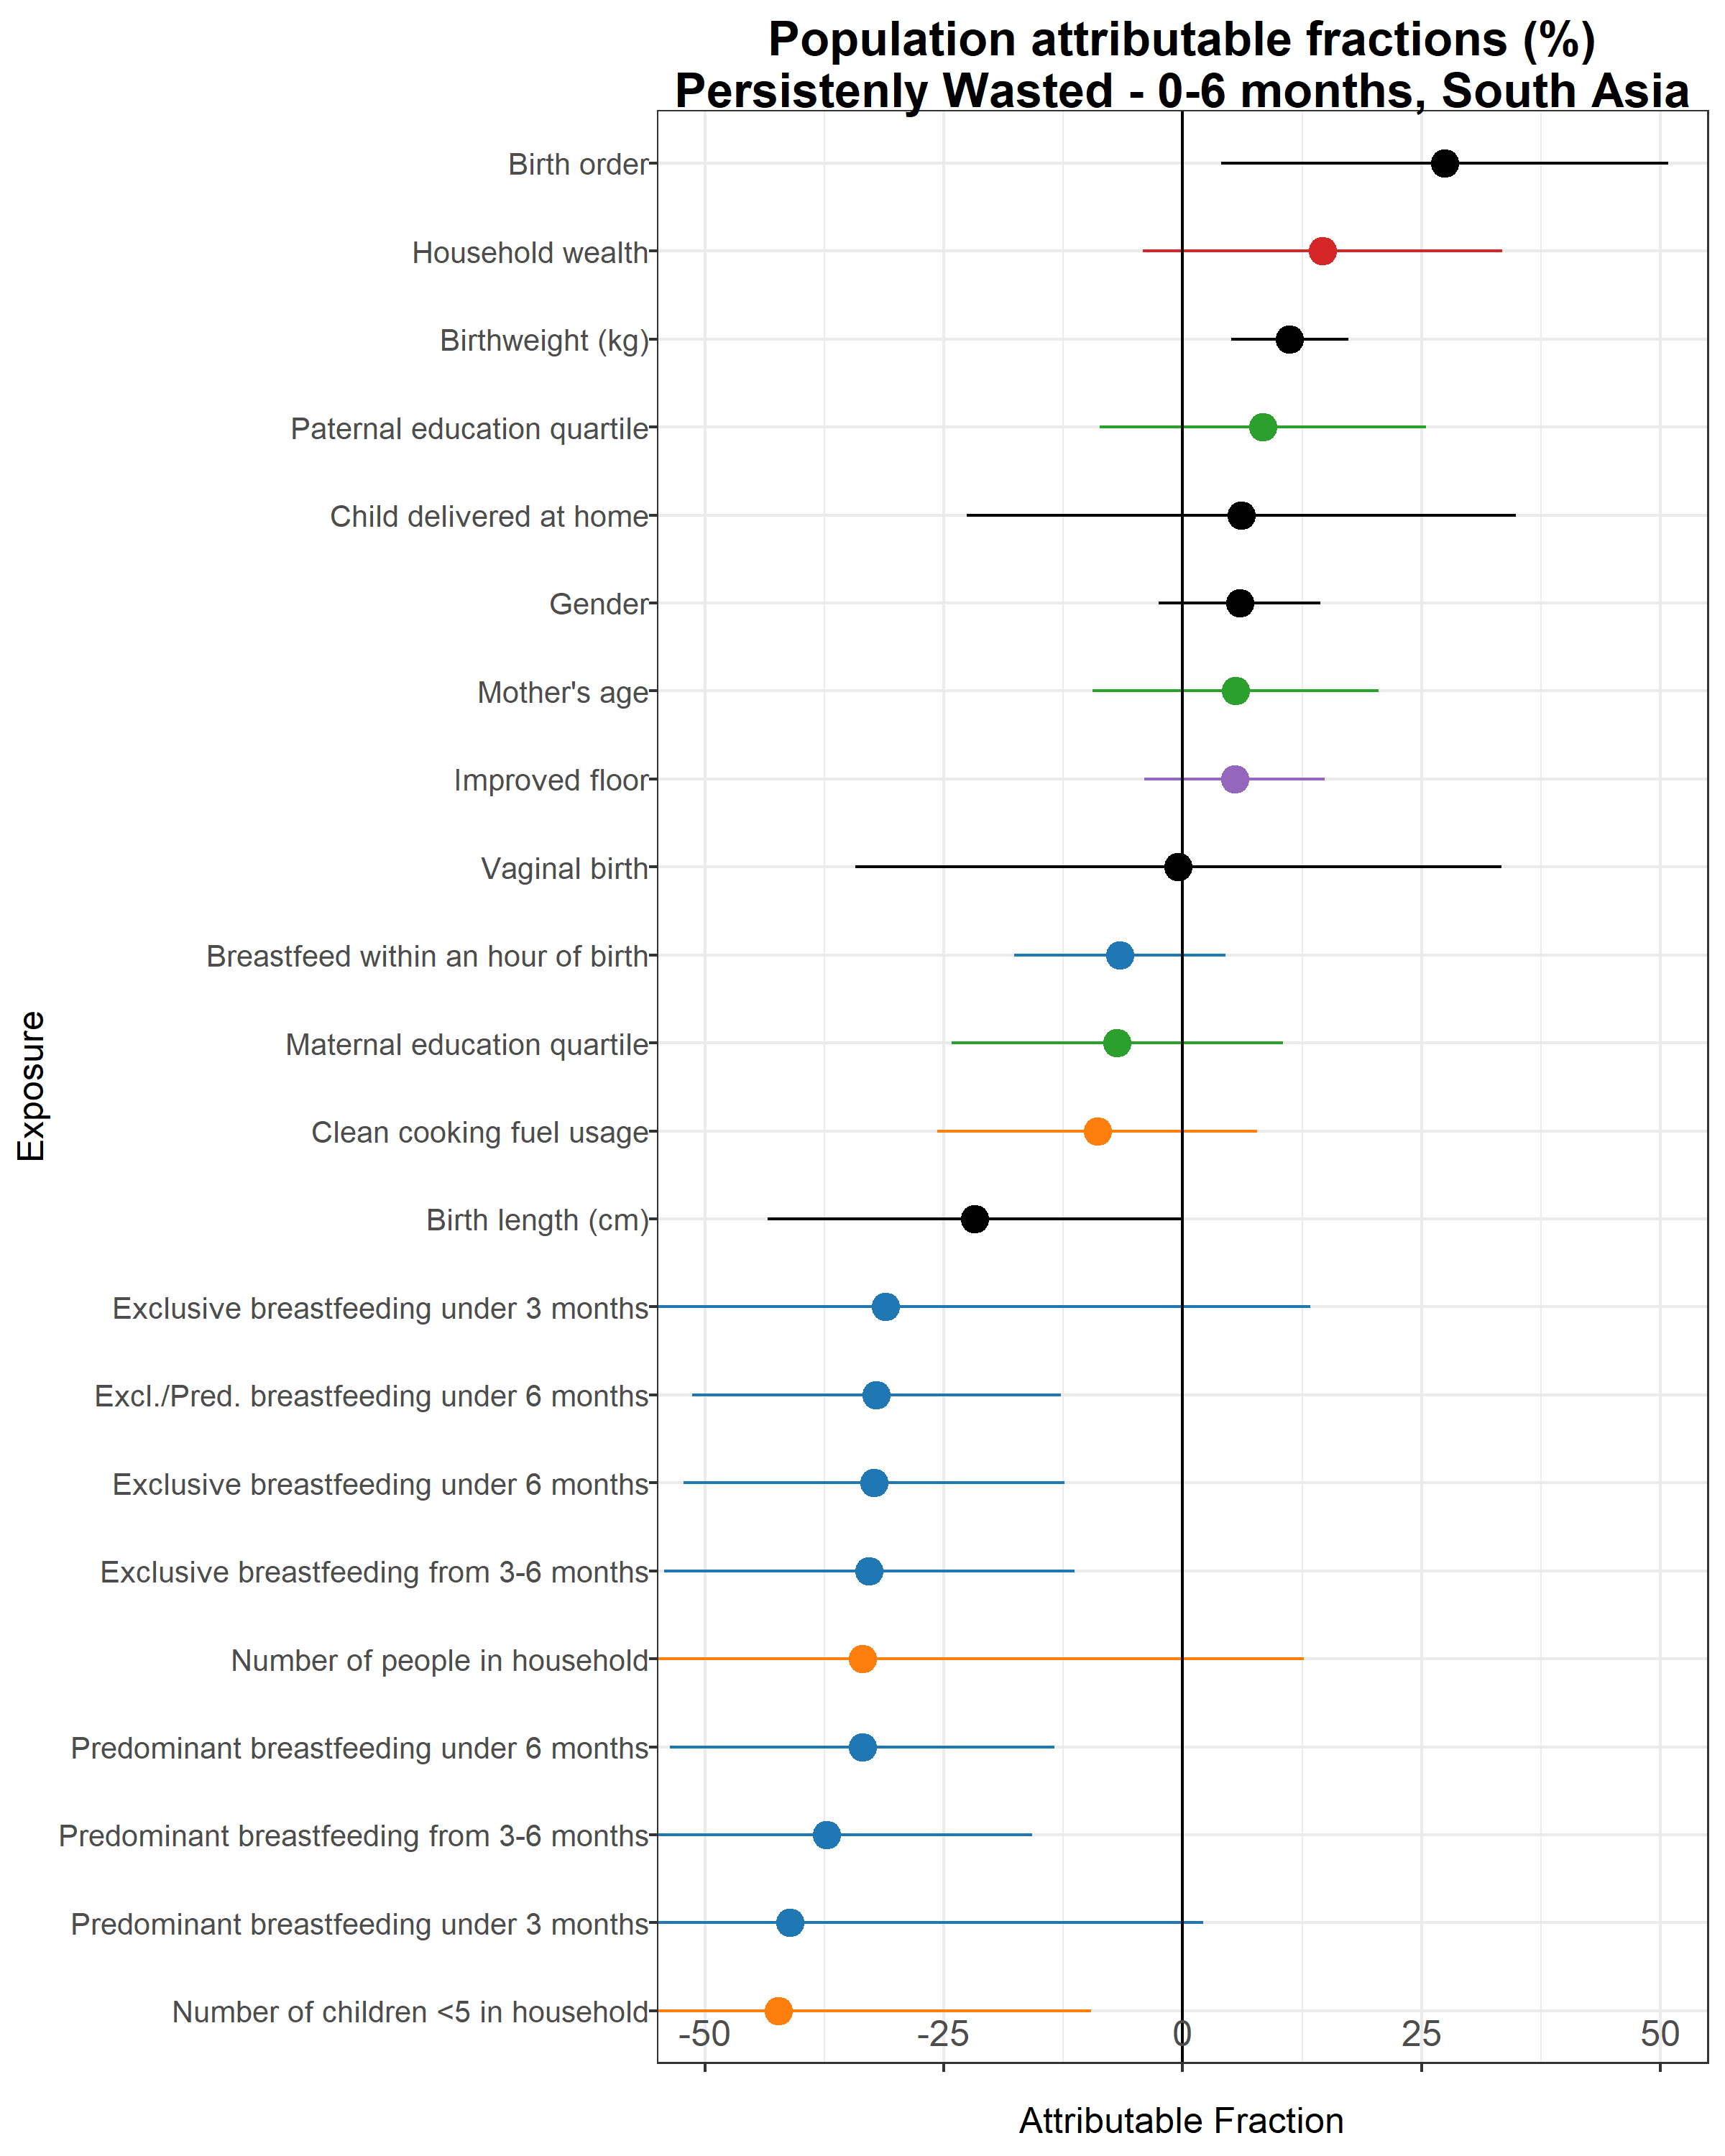 Population attributable fractions (%)
Persistenly Wasted - 0-6 months, South Asia
Birth order
Household wealth
Birthweight (kg)
Paternal education quartile
Child delivered at home
Gender
Mother's age
Improved floor
Vaginal birth
Breastfeed within an hour of birth
Maternal education quartile
Clean cooking fuel usage
Birth length (cm)
Exclusive breastfeeding under 3 months
Excl./Pred. breastfeeding under 6 months
Exclusive breastfeeding under 6 months
Exclusive breastfeeding from 3-6 months
Number of people in household
Predominant breastfeeding under 6 months
Predominant breastfeeding from 3-6 months
Predominant breastfeeding under 3 months
Number of children <5 in household
Exposure
-50 -25 0 25 50
Attributable Fraction